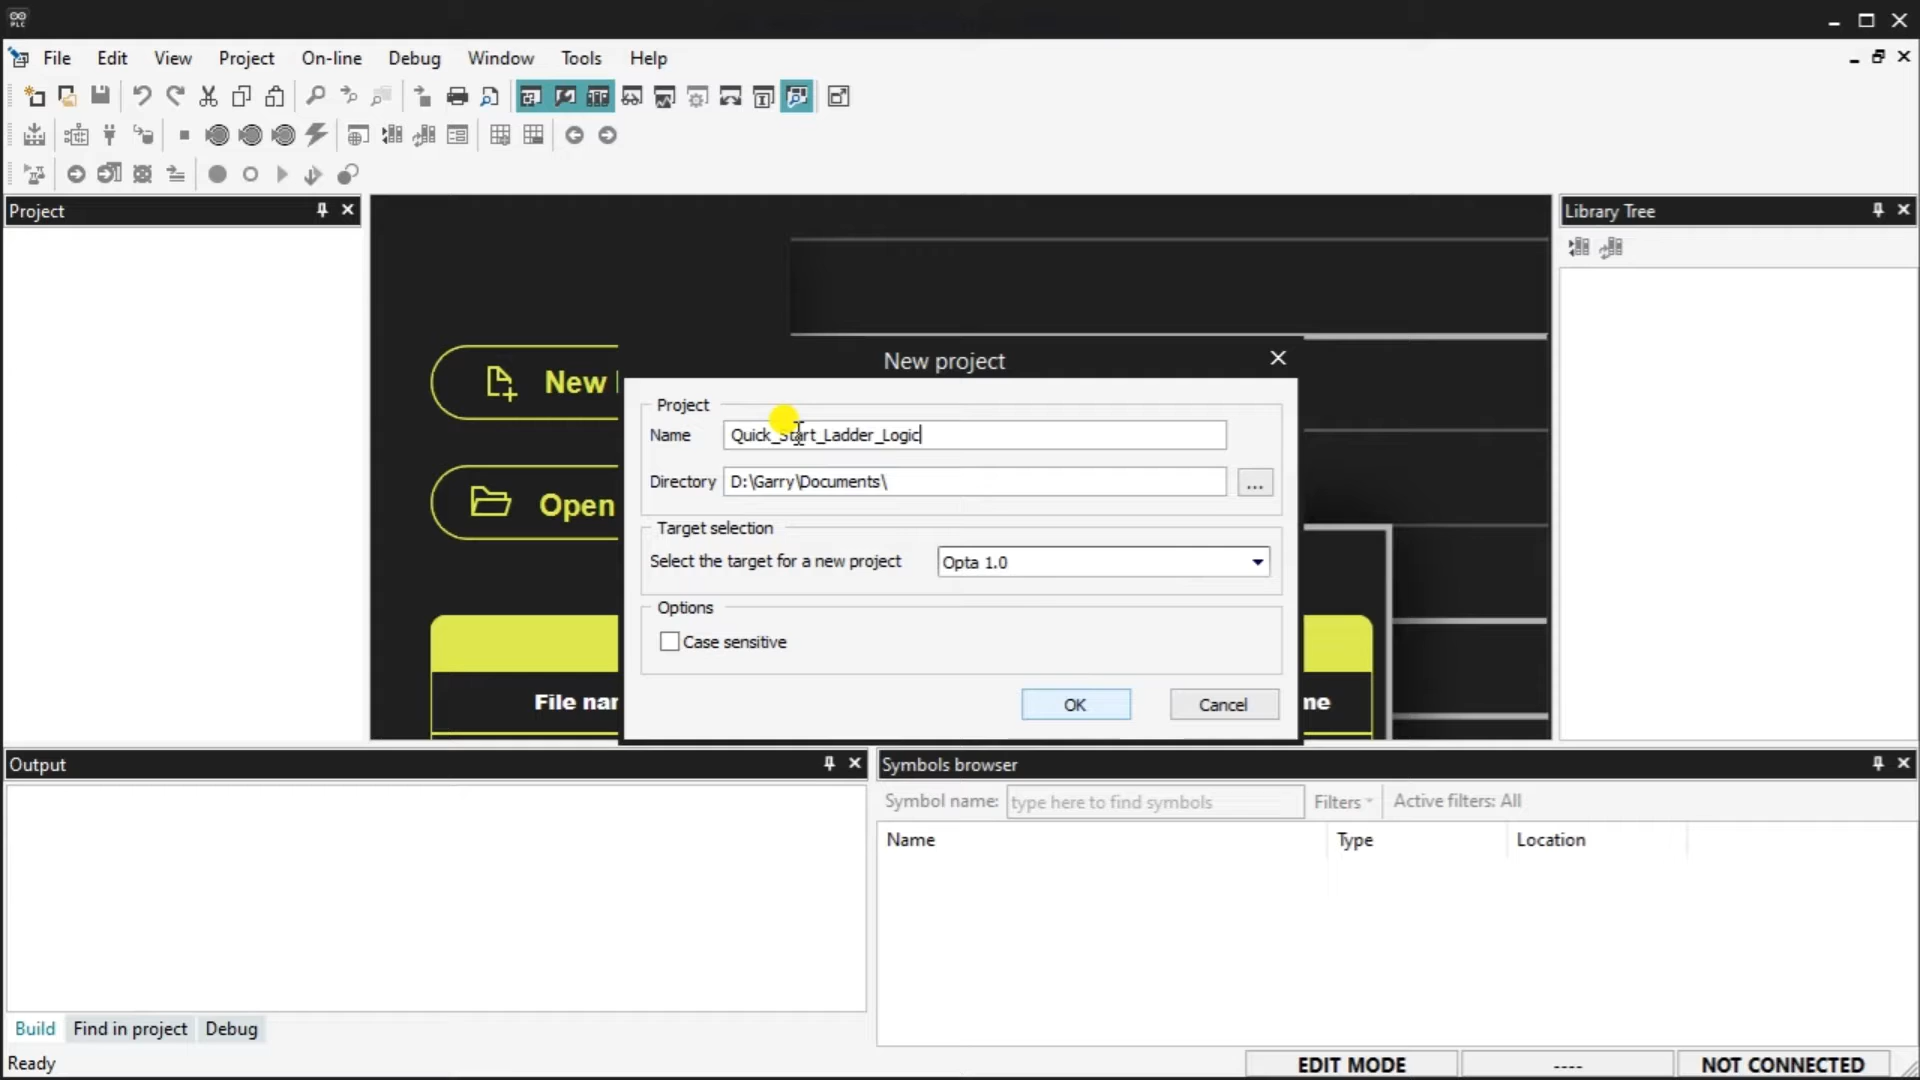 PLC
File Edit View Project On-line Debug Window Tools Help
Project
Library Tree
New project
New
Project
Name Quick_Start_Ladder_Logic
Directory D:\Garry\Documents\ ...
Open
Target selection
Select the target for a new project Opta 1.0
Options
Case sensitive
OK Cancel
File nar
me
Output
Symbols browser
Symbol name: type here to find symbols Filters Active filters: All
Name Type Location
Build Find in project Debug
Ready EDIT MODE ---- NOT CONNECTED